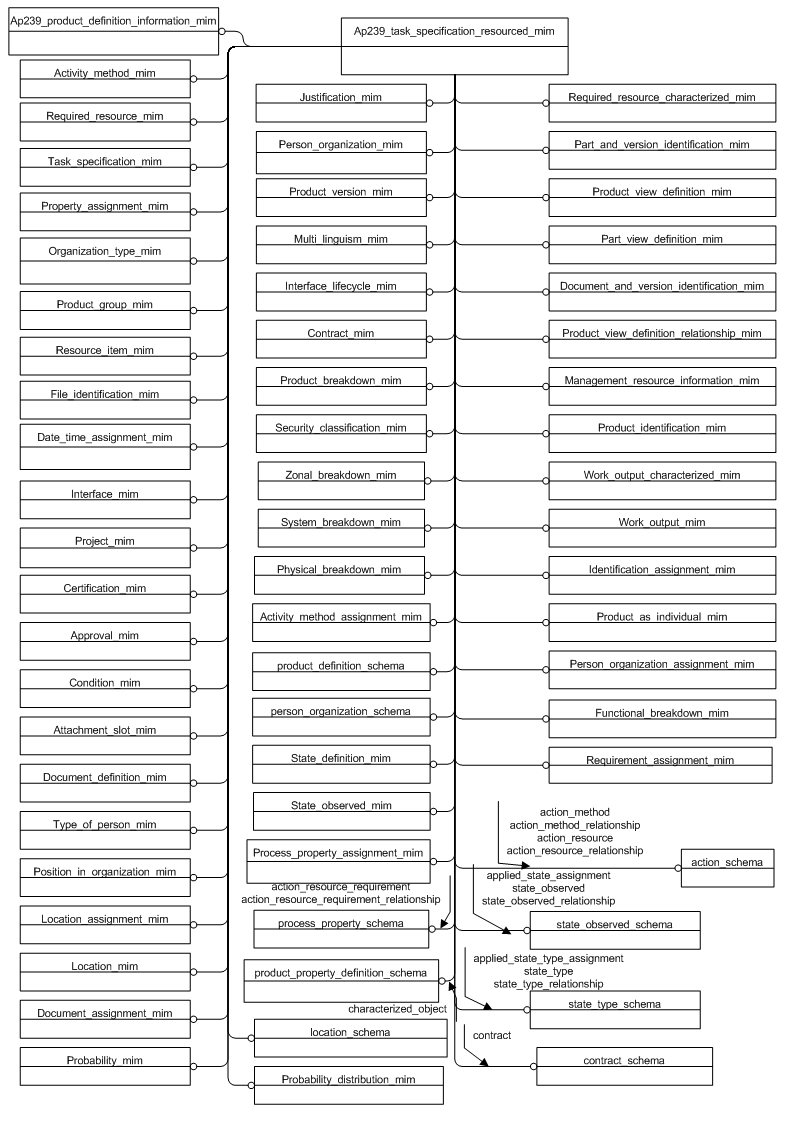 Ap239_product_definition_information_mim
Ap239_task_specification_resourced_mim
Activity_method_mim
Required_resource_mim
Task_specification_mim
Property_assignment_mim
Organization_type_mim
Product_group_mim
Resource_item_mim
File_identification_mim
Date_time_assignment_mim
Interface_mim
Project_mim
Certification_mim
Approval_mim
Condition_mim
Attachment_slot_mim
Document_definition_mim
Type_of_person_mim
Position_in_organization_mim
Location_assignment_mim
Location_mim
Document_assignment_mim
Probability_mim
Justification_mim
Person_organization_mim
Product_version_mim
Multi_linguism_mim
Interface_lifecycle_mim
Contract_mim
Product_breakdown_mim
Security_classification_mim
Zonal_breakdown_mim
System_breakdown_mim
Physical_breakdown_mim
Activity_method_assignment_mim
product_definition_schema
person_organization_schema
State_definition_mim
State_observed_mim
Process_property_assignment_mim
action_resource_requirement
action_resource_requirement_relationship
process_property_schema
product_property_definition_schema
characterized_object
location_schema
Probability_distribution_mim
Required_resource_characterized_mim
Part_and_version_identification_mim
Product_view_definition_mim
Part_view_definition_mim
Document_and_version_identification_mim
Product_view_definition_relationship_mim
Management_resource_information_mim
Product_identification_mim
Work_output_characterized_mim
Work_output_mim
Identification_assignment_mim
Product_as_individual_mim
Person_organization_assignment_mim
Functional_breakdown_mim
Requirement_assignment_mim
action_method
action_method_relationship
action_resource
action_resource_relationship
action_schema
applied_state_assignment
state_observed
state_observed_relationship
state_observed_schema
applied_state_type_assignment
state_type
state_type_relationship
state_type_schema
contract
contract_schema